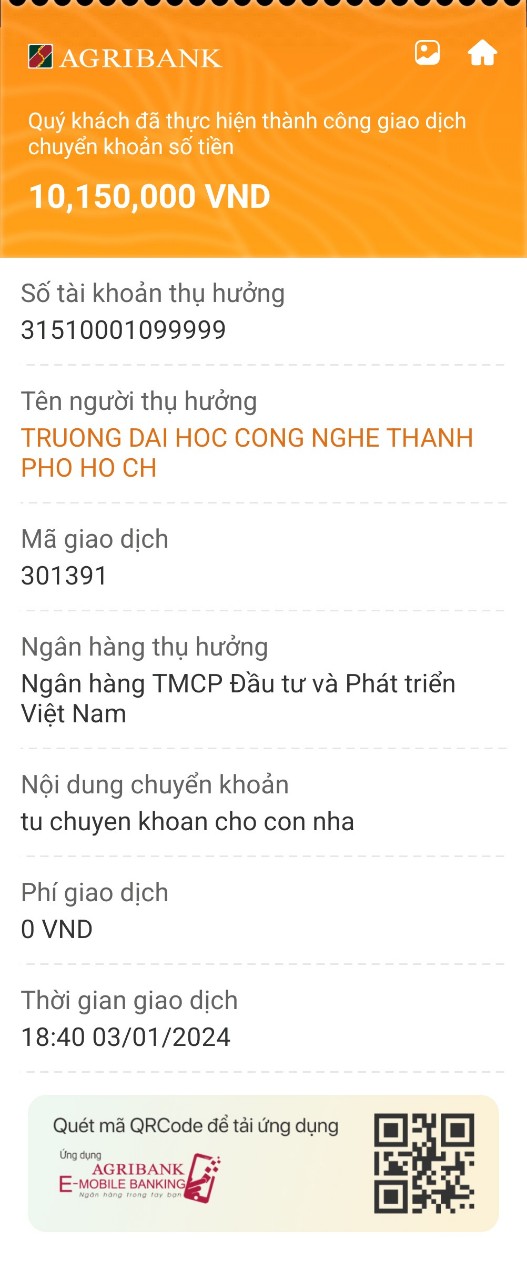 AGRIBANK
Quý khách đã thực hiện thành công giao dịch
chuyển khoản số tiền
10,150,000 VND
Số tài khoản thụ hưởng
31510001099999
Tên người thụ hưởng
TRUONG DAI HOC CONG NGHE THANH
PHO HO CH
Mã giao dịch
301391
Ngân hàng thụ hưởng
Ngân hàng TMCP Đầu tư và Phát triển
Việt Nam
Nội dung chuyển khoản
tu chuyen khoan cho con nha
Phí giao dịch
0 VND
Thời gian giao dịch
18:40 03/01/2024
Quét mã QRCode để tải ứng dụng
Ứng dụng
AGRIBANK
E-MOBILE BANKING
Ngân hàng trong tay bạn